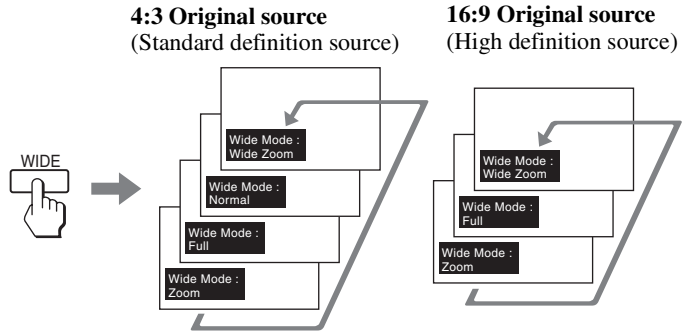 4:3 Original source
(Standard definition source)
16:9 Original source
(High definition source)
WIDE
Wide Mode :
Wide Zoom
Wide Mode :
Normal
Wide Mode :
Full
Wide Mode :
Zoom
Wide Mode :
Wide Zoom
Wide Mode :
Full
Wide Mode :
Zoom